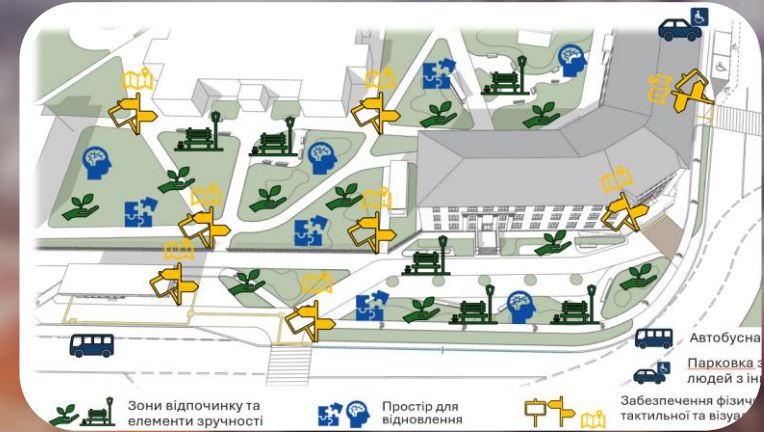 Автобусна
Парковка з
людей з ін
Зони відпочинку та
елементи зручності
Простір для
відновлення
Забезпечення фізич
тактильної та візуа